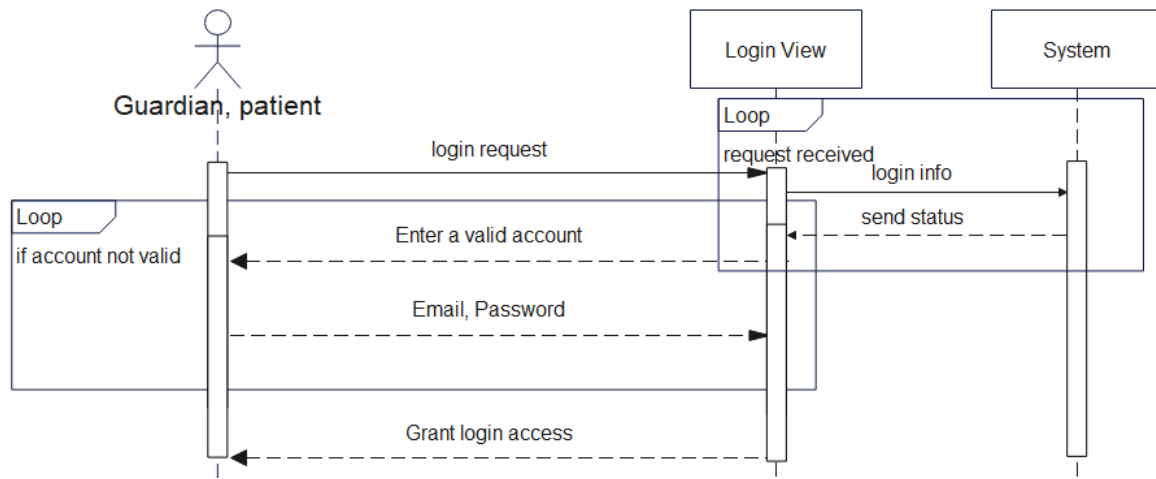 Login View
System
Guardian, patient
Loop
request received
login request
login info
Loop
send status
Enter a valid account
if account not valid
Email, Password
Grant login access